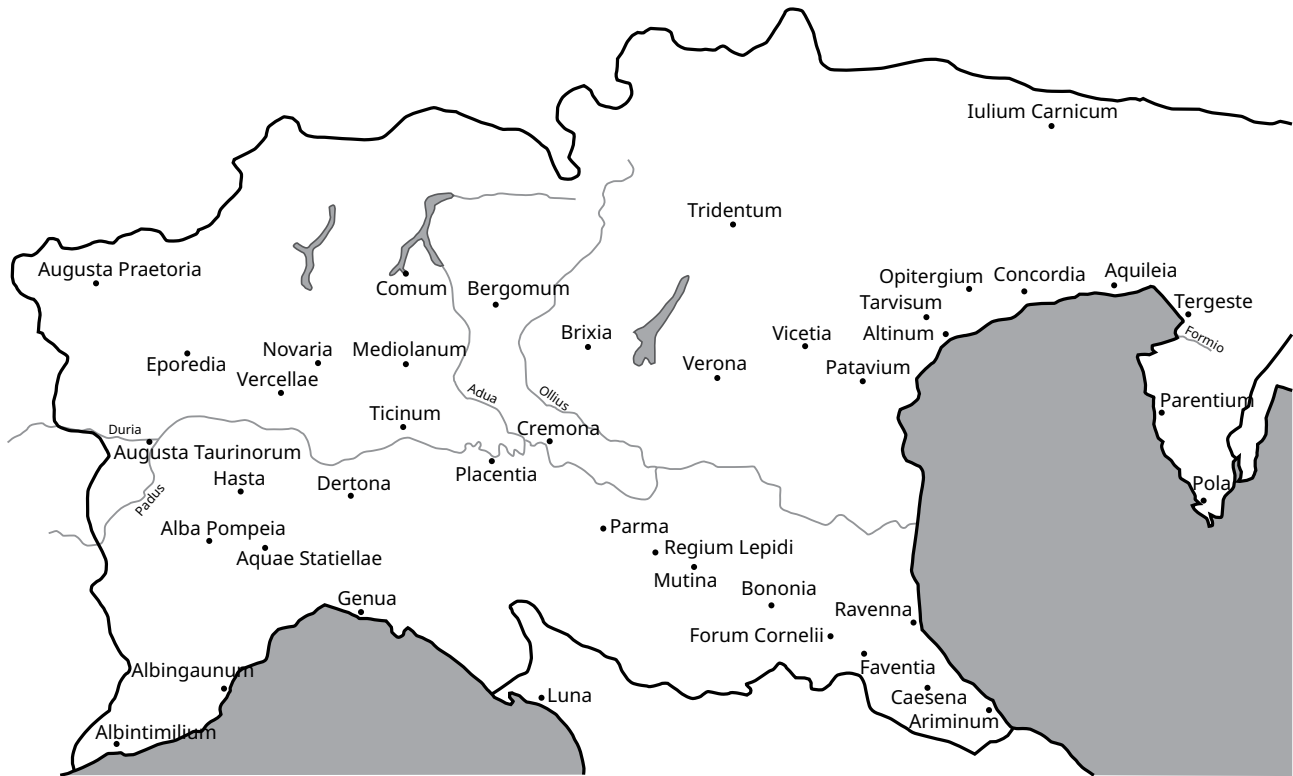 Iulium Carnicum
Tridentum
Augusta Praetoria
Comum
Bergomum
Opitergium
Concordia
Aquileia
Tarvisum
Tergeste
Altinum
Formio
Brixia
Vicetia
Eporedia
Novaria
Mediolanum
Vercellae
Verona
Patavium
Adua
Ollius
Parentium
Ticinum
Cremona
Duria
Augusta Taurinorum
Hasta
Dertona
Placentia
Padus
Pola
Alba Pompeia
Aquae Statiellae
Parma
Regium Lepidi
Mutina
Bononia
Genua
Ravenna
Forum Cornelii
Albingaunum
Faventia
Luna
Caesena
Ariminum
Albintimilium